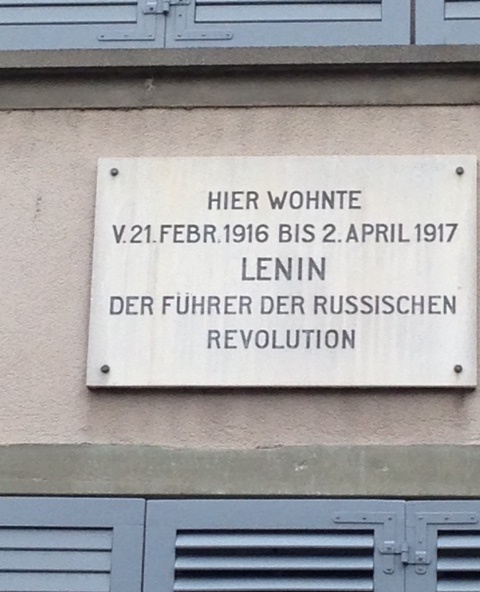 HIER WOHNTE
V. 21. FEBR. 1916 BIS 2. APRIL 1917
LENIN
DER FÜHRER DER RUSSISCHEN
REVOLUTION